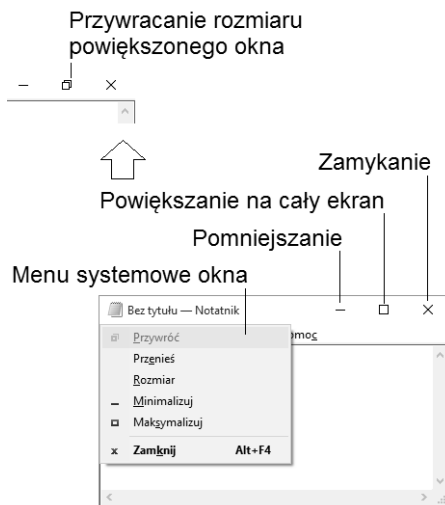 Przywracanie rozmiaru
powiększonego okna
Zamykanie
Powiększanie na cały ekran
Pomniejszanie
Menu systemowe okna
Bez tytułu — Notatnik
Przywróć
Przenieś
Rozmiar
Minimalizuj
Maksymalizuj
Zamknij Alt+F4